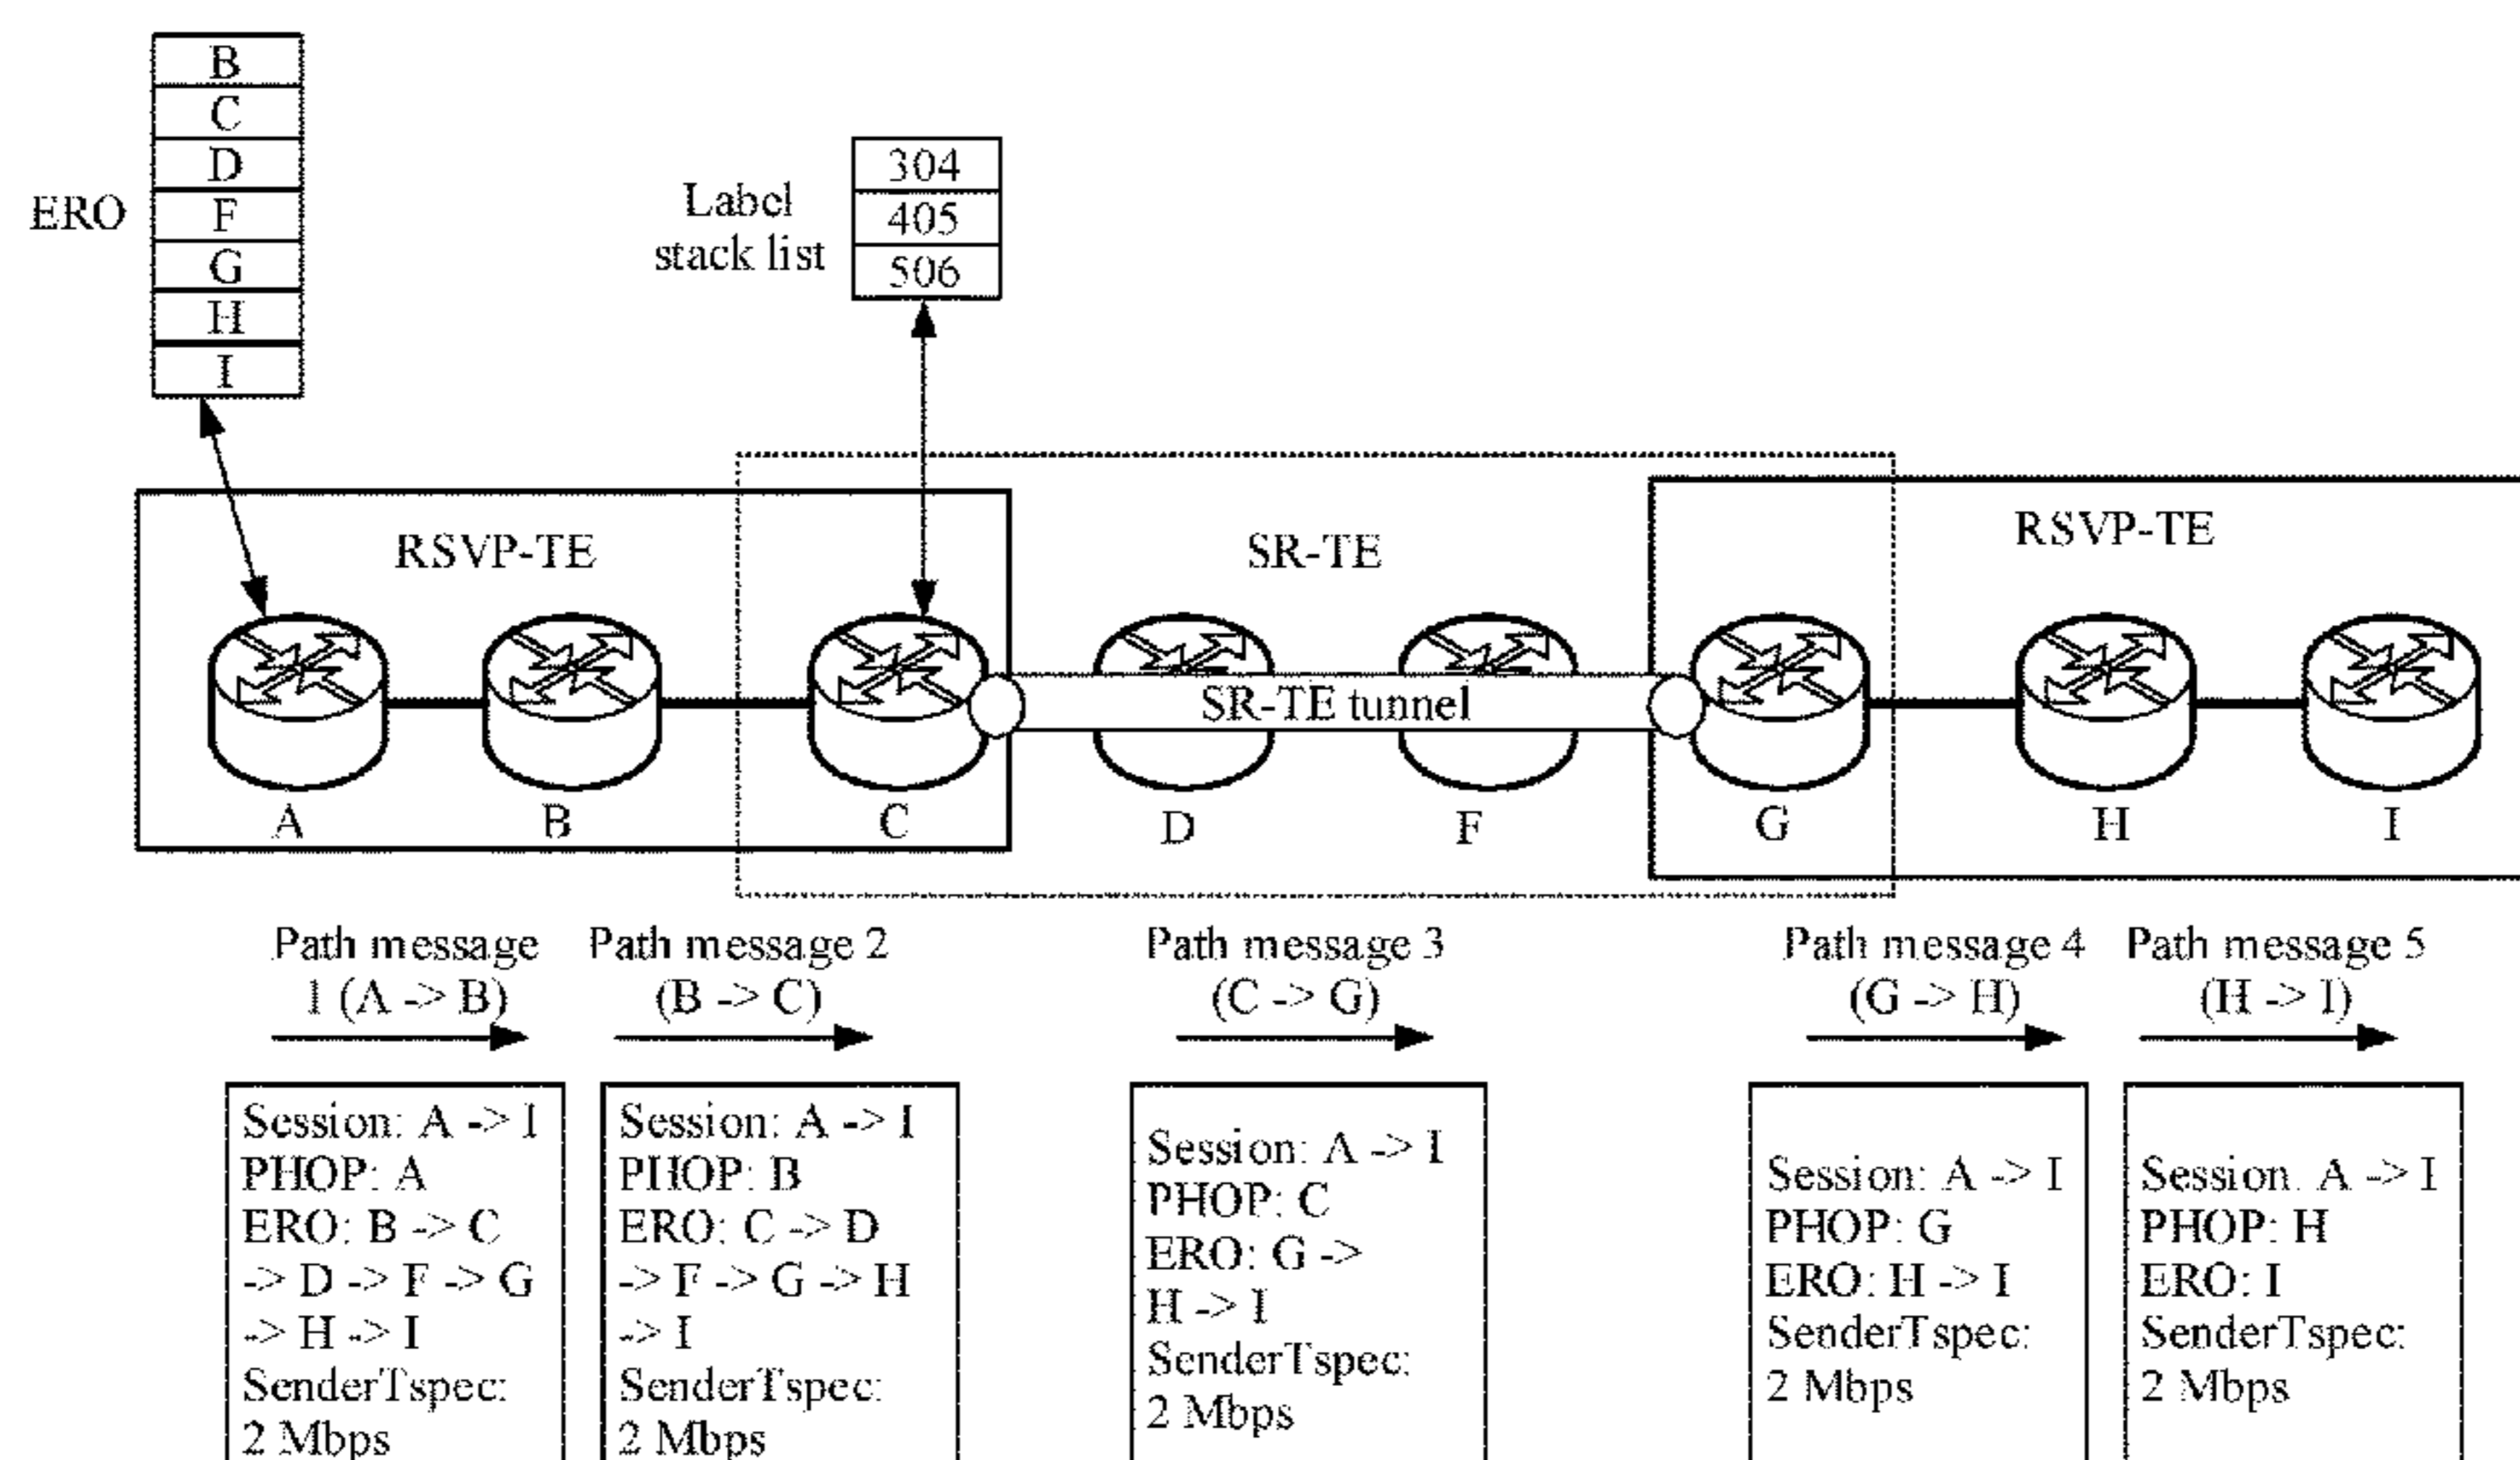 B
C
D
F
G
H
I
ERO
304
405
506
Label
stack list
RSVP-TE
SR-TE
RSVP-TE
SR-TE tunnel
A
B
C
D
F
G
H
I
Path message
1 (A -> B)
Path message 2
(B -> C)
Path message 3
(C -> G)
Path message 4
(G -> H)
Path message 5
(H -> I)
Session: A -> I
PHOP: A
ERO: B -> C
-> D -> F -> G
-> H -> I
SenderTspec:
2 Mbps
Session: A -> I
PHOP: B
ERO: C -> D
-> F -> G -> H
-> I
SenderTspec:
2 Mbps
Session: A -> I
PHOP: C
ERO: G ->
H -> I
SenderTspec:
2 Mbps
Session: A -> I
PHOP: G
ERO: H -> I
SenderTspec:
2 Mbps
Session: A -> I
PHOP: H
ERO: I
SenderTspec:
2 Mbps